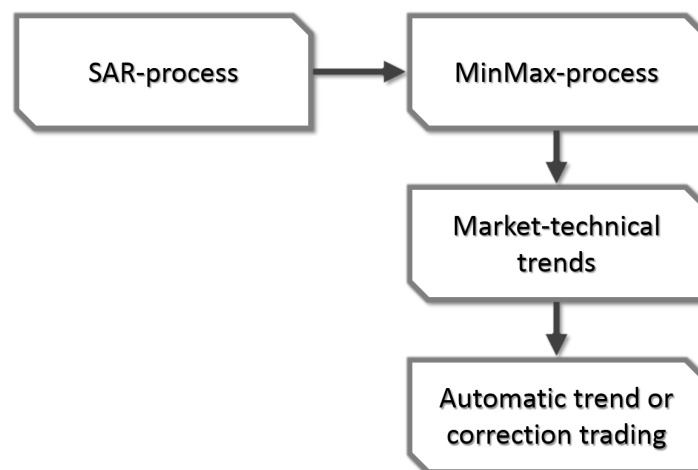 SAR-process
MinMax-process
Market-technical
trends
Automatic trend or
correction trading